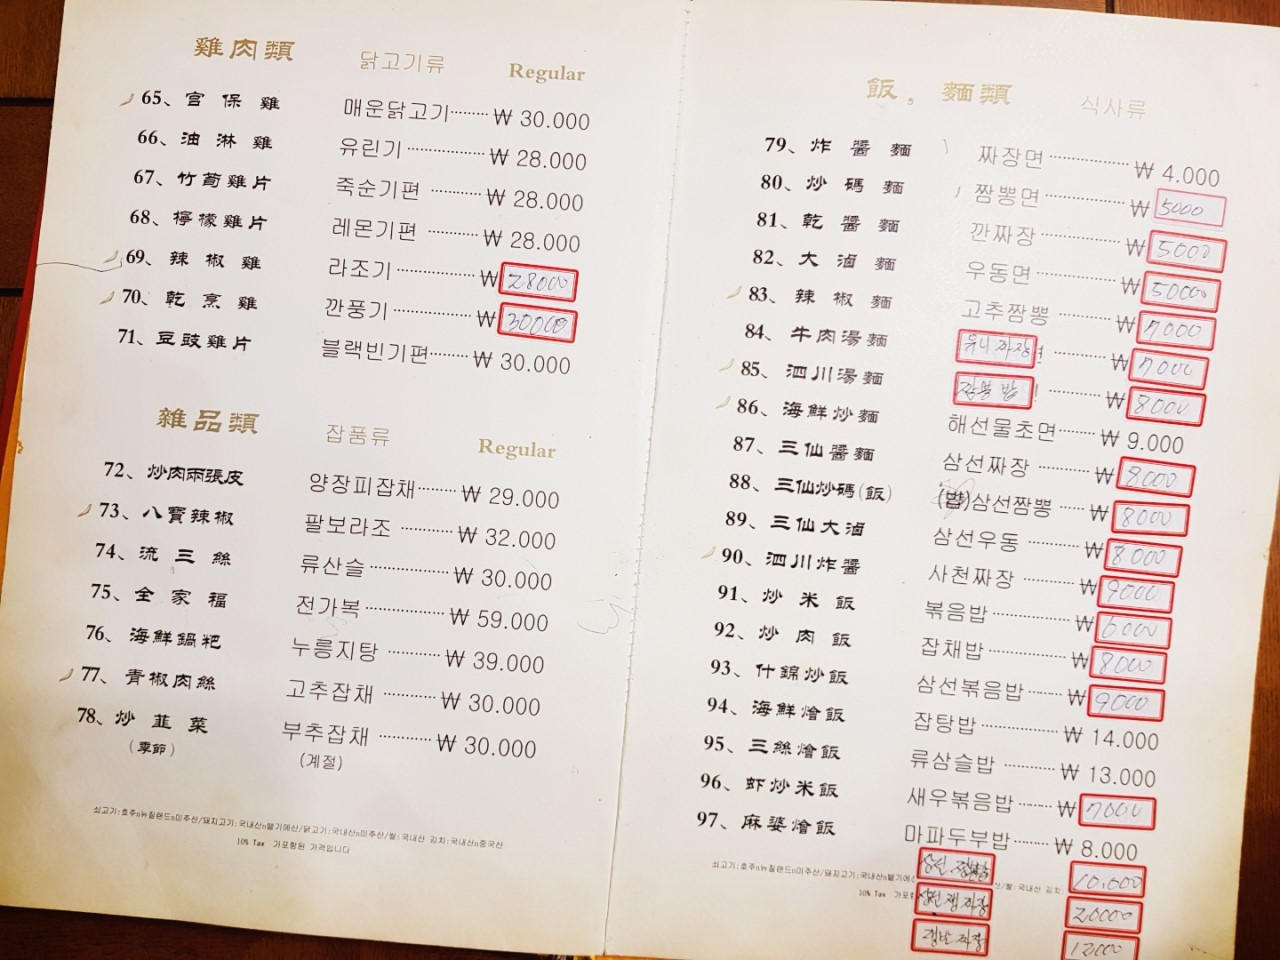 雞肉類 닭고기류 Regular
65、宮保雞 매운닭고기········ ₩ 30.000
66、油淋雞 유린기 ················ ₩ 28.000
67、竹筍雞片 죽순기편 ················ ₩ 28.000
68、檸檬雞片 레몬기편 ················ ₩ 28.000
69、辣椒雞 라조기 ················ ₩ 28000
70、乾烹雞 깐풍기 ················ ₩ 30000
71、豆豉雞片 블랙빈기편········ ₩ 30.000
雜品類 잡품류 Regular
72、炒肉兩張皮 양장피잡채········ ₩ 29.000
73、八寶辣椒 팔보라조 ············ ₩ 32.000
74、流三絲 류산슬 ················ ₩ 30.000
75、全家福 전가복 ················ ₩ 59.000
76、海鮮鍋粑 누룽지탕 ············ ₩ 39.000
77、青椒肉絲 고추잡채 ············ ₩ 30.000
78、炒韮菜 부추잡채 ············ ₩ 30.000
(季節) (계절)
쇠고기:호주n뉴질랜드n미주산/돼지고기:국내산n벨기에산/닭고기:국내산n미주산/쌀:국내산 김치:국내산n중국산
10% Tax 가포함된 가격입니다
飯，麵類 식사류
79、炸醬麵 짜장면 ················ ₩ 4.000
80、炒碼麵 짬뽕면 ················ ₩ 5000
81、乾醬麵 깐짜장 ················ ₩ 5000
82、大滷麵 우동면 ················ ₩ 50000
83、辣椒麵 고추짬뽕 ············ ₩ 7000
84、牛肉湯麵 유니짜장면 ············ ₩ 7000
85、泗川湯麵 짬뽕밥 ············ ₩ 8000
86、海鮮炒麵 해선물초면········ ₩ 9.000
87、三仙醬麵 삼선짜장 ············ ₩ 8000
88、三仙炒碼(飯) (밥)삼선짬뽕 ········ ₩ 8000
89、三仙大滷 삼선우동 ············ ₩ 8000
90、泗川炸醬 사천짜장 ············ ₩ 9000
91、炒米飯 볶음밥 ················ ₩ 6000
92、炒肉飯 잡채밥 ················ ₩ 8000
93、什錦炒飯 삼선볶음밥········ ₩ 9000
94、海鮮燴飯 잡탕밥 ················ ₩ 14.000
95、三絲燴飯 류삼슬밥 ············ ₩ 13.000
96、虾炒米飯 새우볶음밥········ ₩ 7000
97、麻婆燴飯 마파두부밥········ ₩ 8.000
삼선 10.000
쇠고기:호주n뉴질랜드n미주산/돼지고기:국내산n벨기에 산/쌀:국내산 김치:
10% Tax 가포함
삼선쟁짜장 20000
쟁반짜장 12000